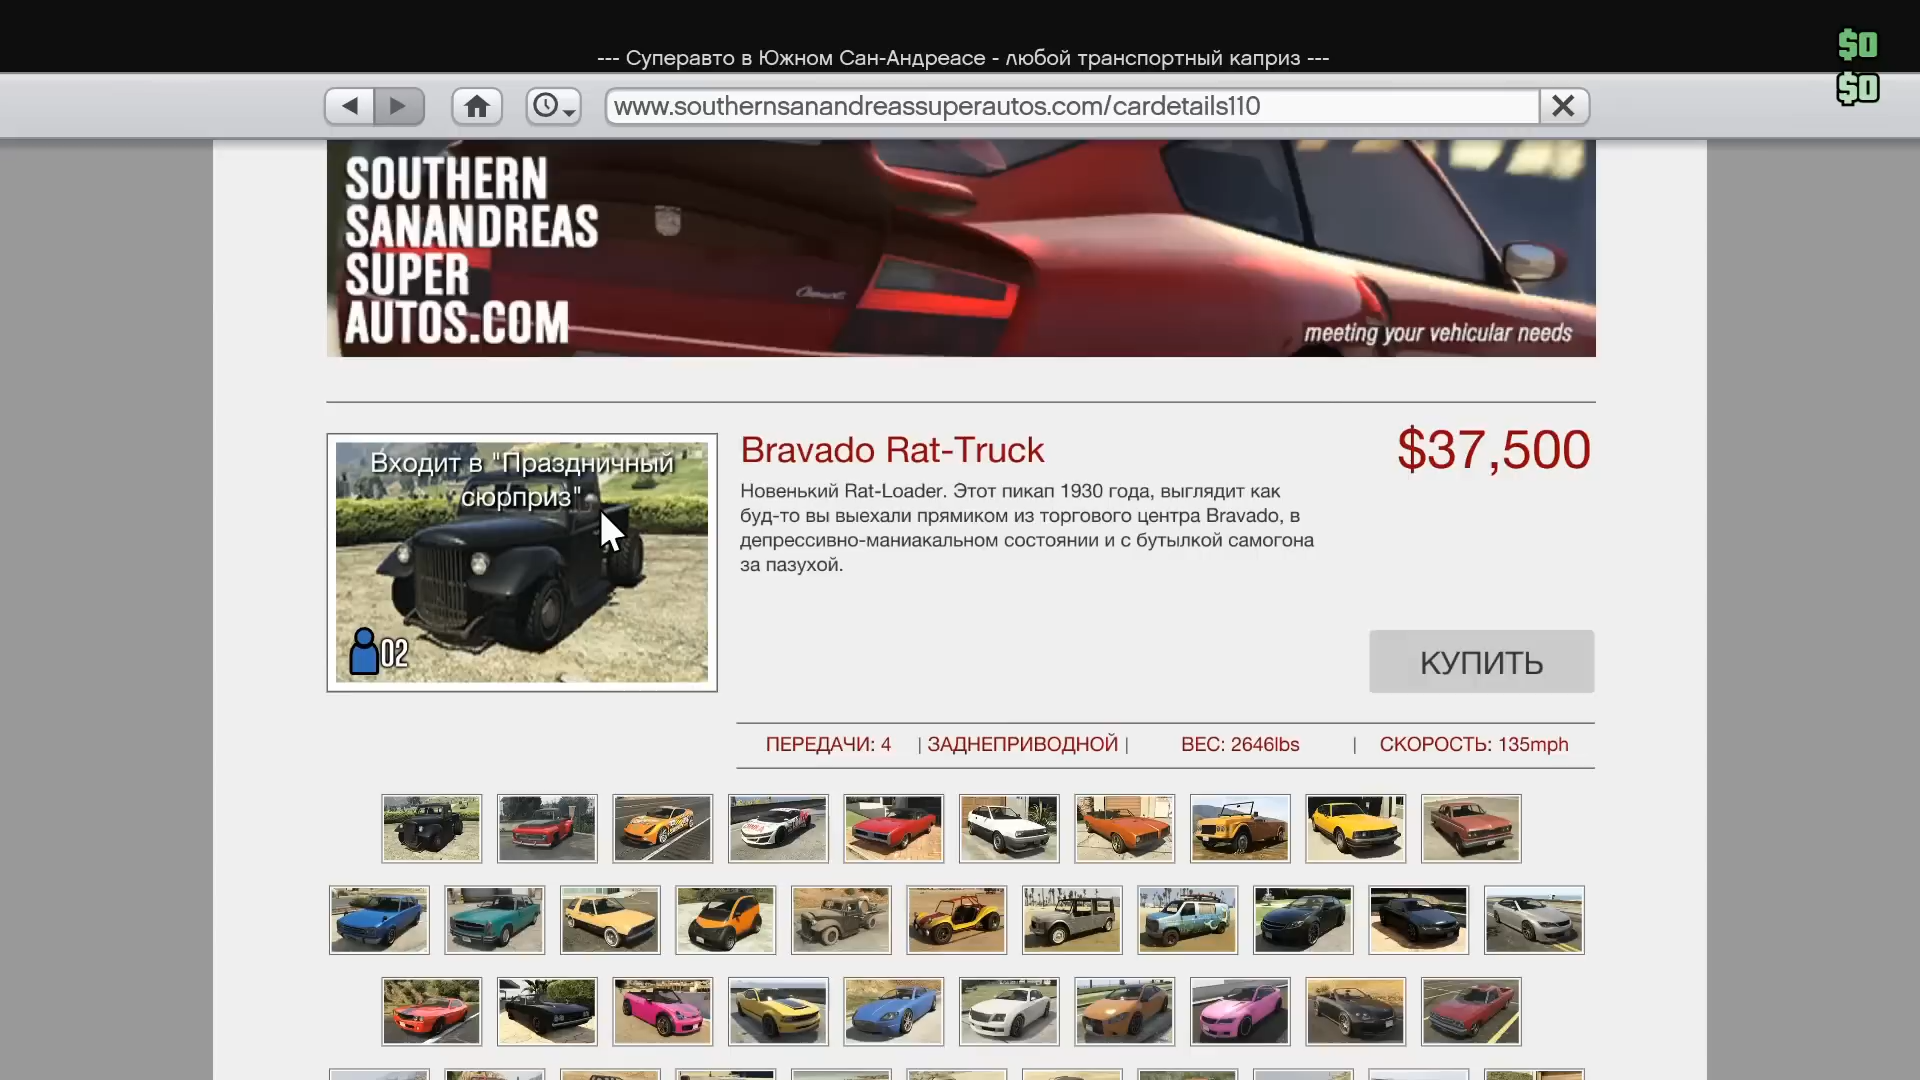 --- Суперавто в Южном Сан-Андреасе - любой транспортный каприз ---
$0
$0
www.southernsanandreassuperautos.com/cardetails110
SOUTHERN
SANANDREAS
SUPER
AUTOS.COM
meeting your vehicular needs
Входит в "Праздничный
сюрприз"
02
Bravado Rat-Truck
$37,500
Новенький Rat-Loader. Этот пикап 1930 года, выглядит как
буд-то вы выехали прямиком из торгового центра Bravado, в
депрессивно-маниакальном состоянии и с бутылкой самогона
за пазухой.
КУПИТЬ
ПЕРЕДАЧИ: 4 | ЗАДНЕПРИВОДНОЙ | ВЕС: 2646lbs | СКОРОСТЬ: 135mph